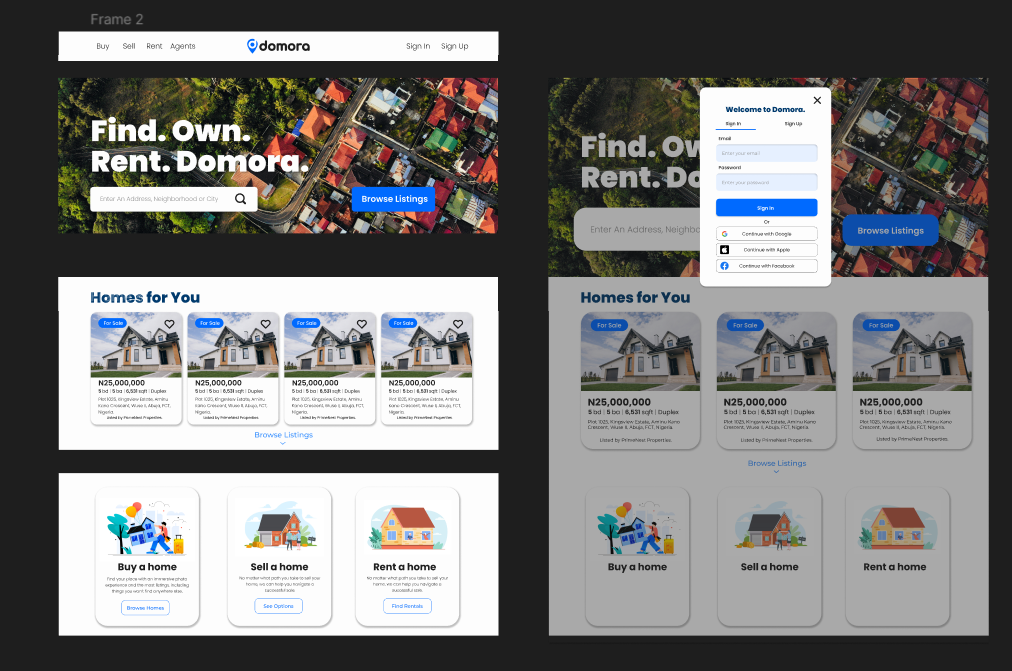 Frame 2
Buy Sell Rent Agents
domora
Sign In Sign Up
Find. Own.
Rent. Domora.
Enter An Address, Neighborhood or City
Browse Listings
Homes for You
For Sale
N25,000,000
5 bd | 5 ba | 6,531 sqft | Duplex
Plot 1025, Kingsview Estate, Aminu
Kano Crescent, Wuse II, Abuja, FCT,
Nigeria.
Listed by PrimeNest Properties.
For Sale
N25,000,000
5 bd | 5 ba | 6,531 sqft | Duplex
Plot 1025, Kingsview Estate, Aminu
Kano Crescent, Wuse II, Abuja, FCT,
Nigeria.
Listed by PrimeNest Properties.
For Sale
N25,000,000
5 bd | 5 ba | 6,531 sqft | Duplex
Plot 1025, Kingsview Estate, Aminu
Kano Crescent, Wuse II, Abuja, FCT,
Nigeria.
Listed by PrimeNest Properties.
For Sale
N25,000,000
5 bd | 5 ba | 6,531 sqft | Duplex
Plot 1025, Kingsview Estate, Aminu
Kano Crescent, Wuse II, Abuja, FCT,
Nigeria.
Listed by PrimeNest Properties.
Browse Listings
Buy a home
Find your place with an immersive photo
experience and the most listings, including
things you won't find anywhere else.
Browse Homes
Sell a home
No matter what path you take to sell your
home, we can help you navigate a
successful sale.
See Options
Rent a home
No matter what path you take to sell your
home, we can help you navigate a
successful sale.
Find Rentals
Find. Ow
Rent. Do
Enter An Address, Neighbo
Browse Listings
Welcome to Domora.
Sign In Sign Up
Email
Enter your email
Password
Enter your password
Sign In
Or
Continue with Google
Continue with Apple
Continue with Facebook
Homes for You
For Sale
N25,000,000
5 bd | 5 ba | 6,531 sqft | Duplex
Plot 1025, Kingsview Estate, Aminu Kano
Crescent, Wuse II, Abuja, FCT, Nigeria.
Listed by PrimeNest Properties.
For Sale
N25,000,000
5 bd | 5 ba | 6,531 sqft | Duplex
Plot 1025, Kingsview Estate, Aminu Kano
Crescent, Wuse II, Abuja, FCT, Nigeria.
Listed by PrimeNest Properties.
For Sale
N25,000,000
5 bd | 5 ba | 6,531 sqft | Duplex
Plot 1025, Kingsview Estate, Aminu Kano
Crescent, Wuse II, Abuja, FCT, Nigeria.
Listed by PrimeNest Properties.
Browse Listings
Buy a home
Sell a home
Rent a home